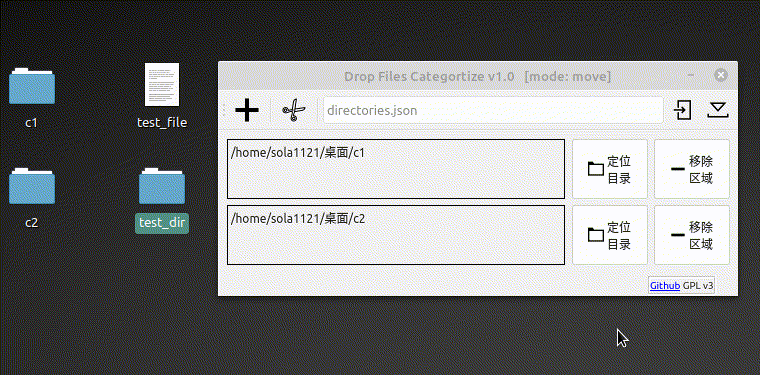 Drop Files Categortize v1.0 [mode: move]
directories.json
c1
test_file
/home/sola1121/桌面/c1
定位
目录
移除
区域
c2
test_dir
/home/sola1121/桌面/c2
定位
目录
移除
区域
Github GPL v3